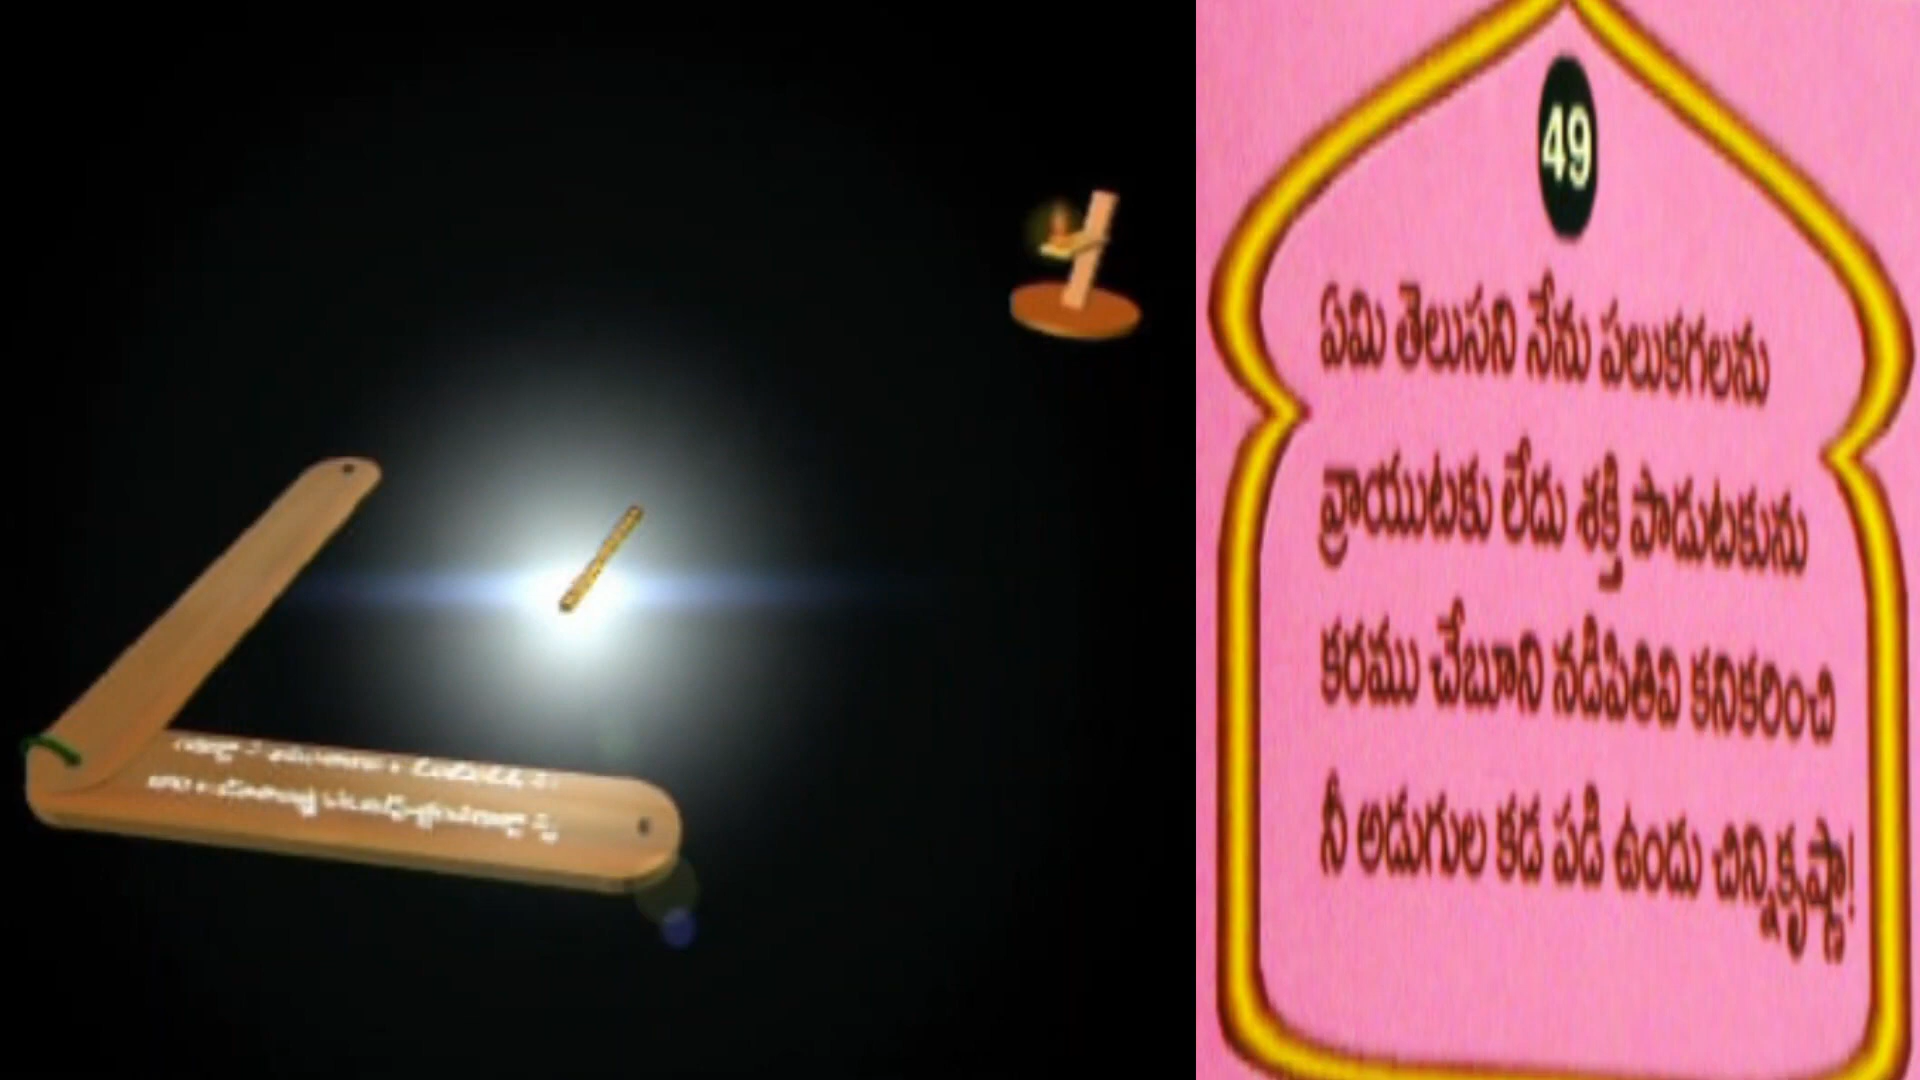 49
ఏమి తెలుసని నేను పలుకగలను
వ్రాయుటకు లేదు శక్తి పాడుటకును
కరము చేబూని నడిపితివి కనికరించి
నీ అడుగుల కడ పడి ఉందు చిన్నికృష్ణా!